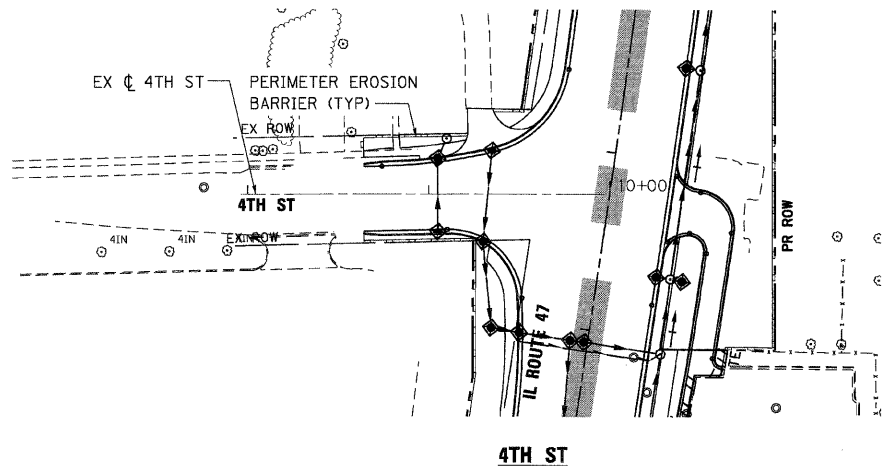 EX ℄ 4TH ST
PERIMETER EROSION
BARRIER (TYP)
EX ROW
10+00
4TH ST
4IN
4IN
EX ROW
PR ROW
IL ROUTE 47
4TH ST